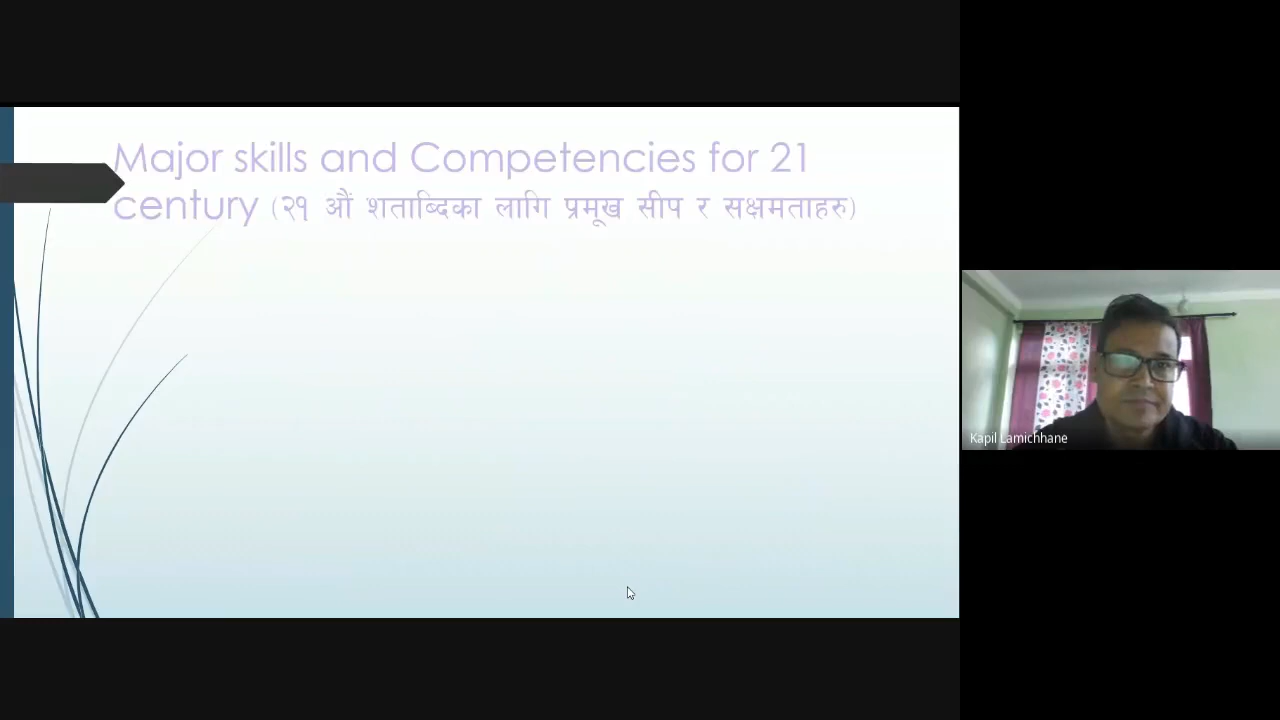 Major skills and Competencies for 21
century (२१ औं शताब्दिका लागि प्रमूख सीप र सक्षमताहरु)
Kapil Lamichhane